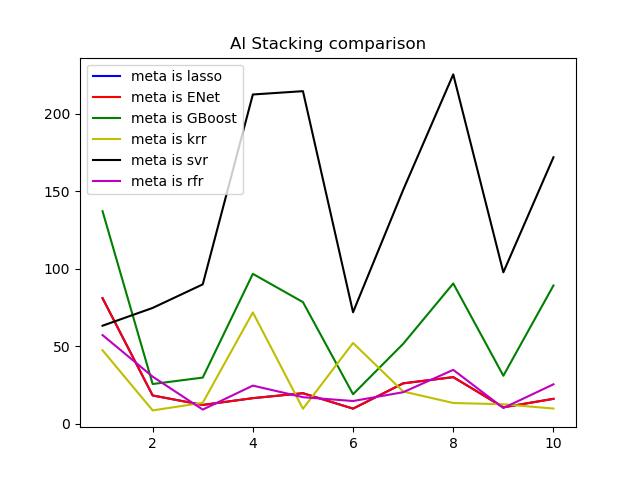 Al Stacking comparison
meta is lasso
meta is ENet
meta is GBoost
meta is krr
meta is svr
meta is rfr
200
150
100
50
0
2 4 6 8 10